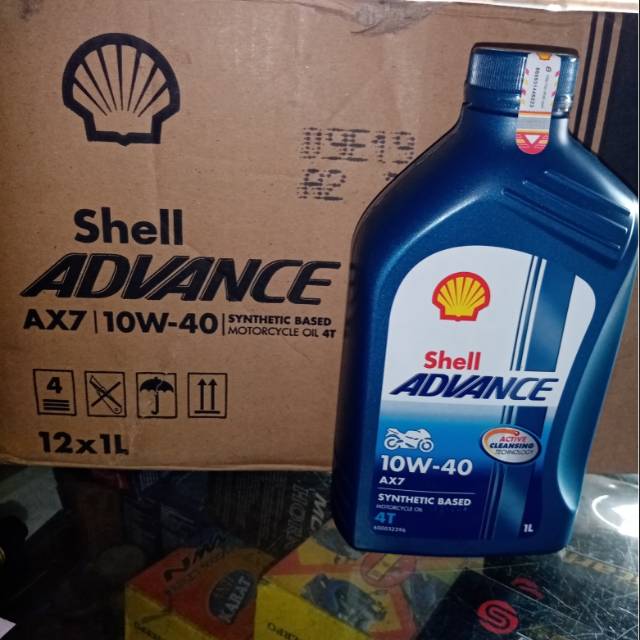 09E19
A2
Shell
ADVANCE
AX7 | 10W-40 | SYNTHETIC BASED
MOTORCYCLE OIL 4T
4
12x1L
Shell
ADVANCE
ACTIVE
CLEANSING
TECHNOLOGY
10W-40
AX7
SYNTHETIC BASED
MOTORCYCLE OIL
4T
1L
KARAT